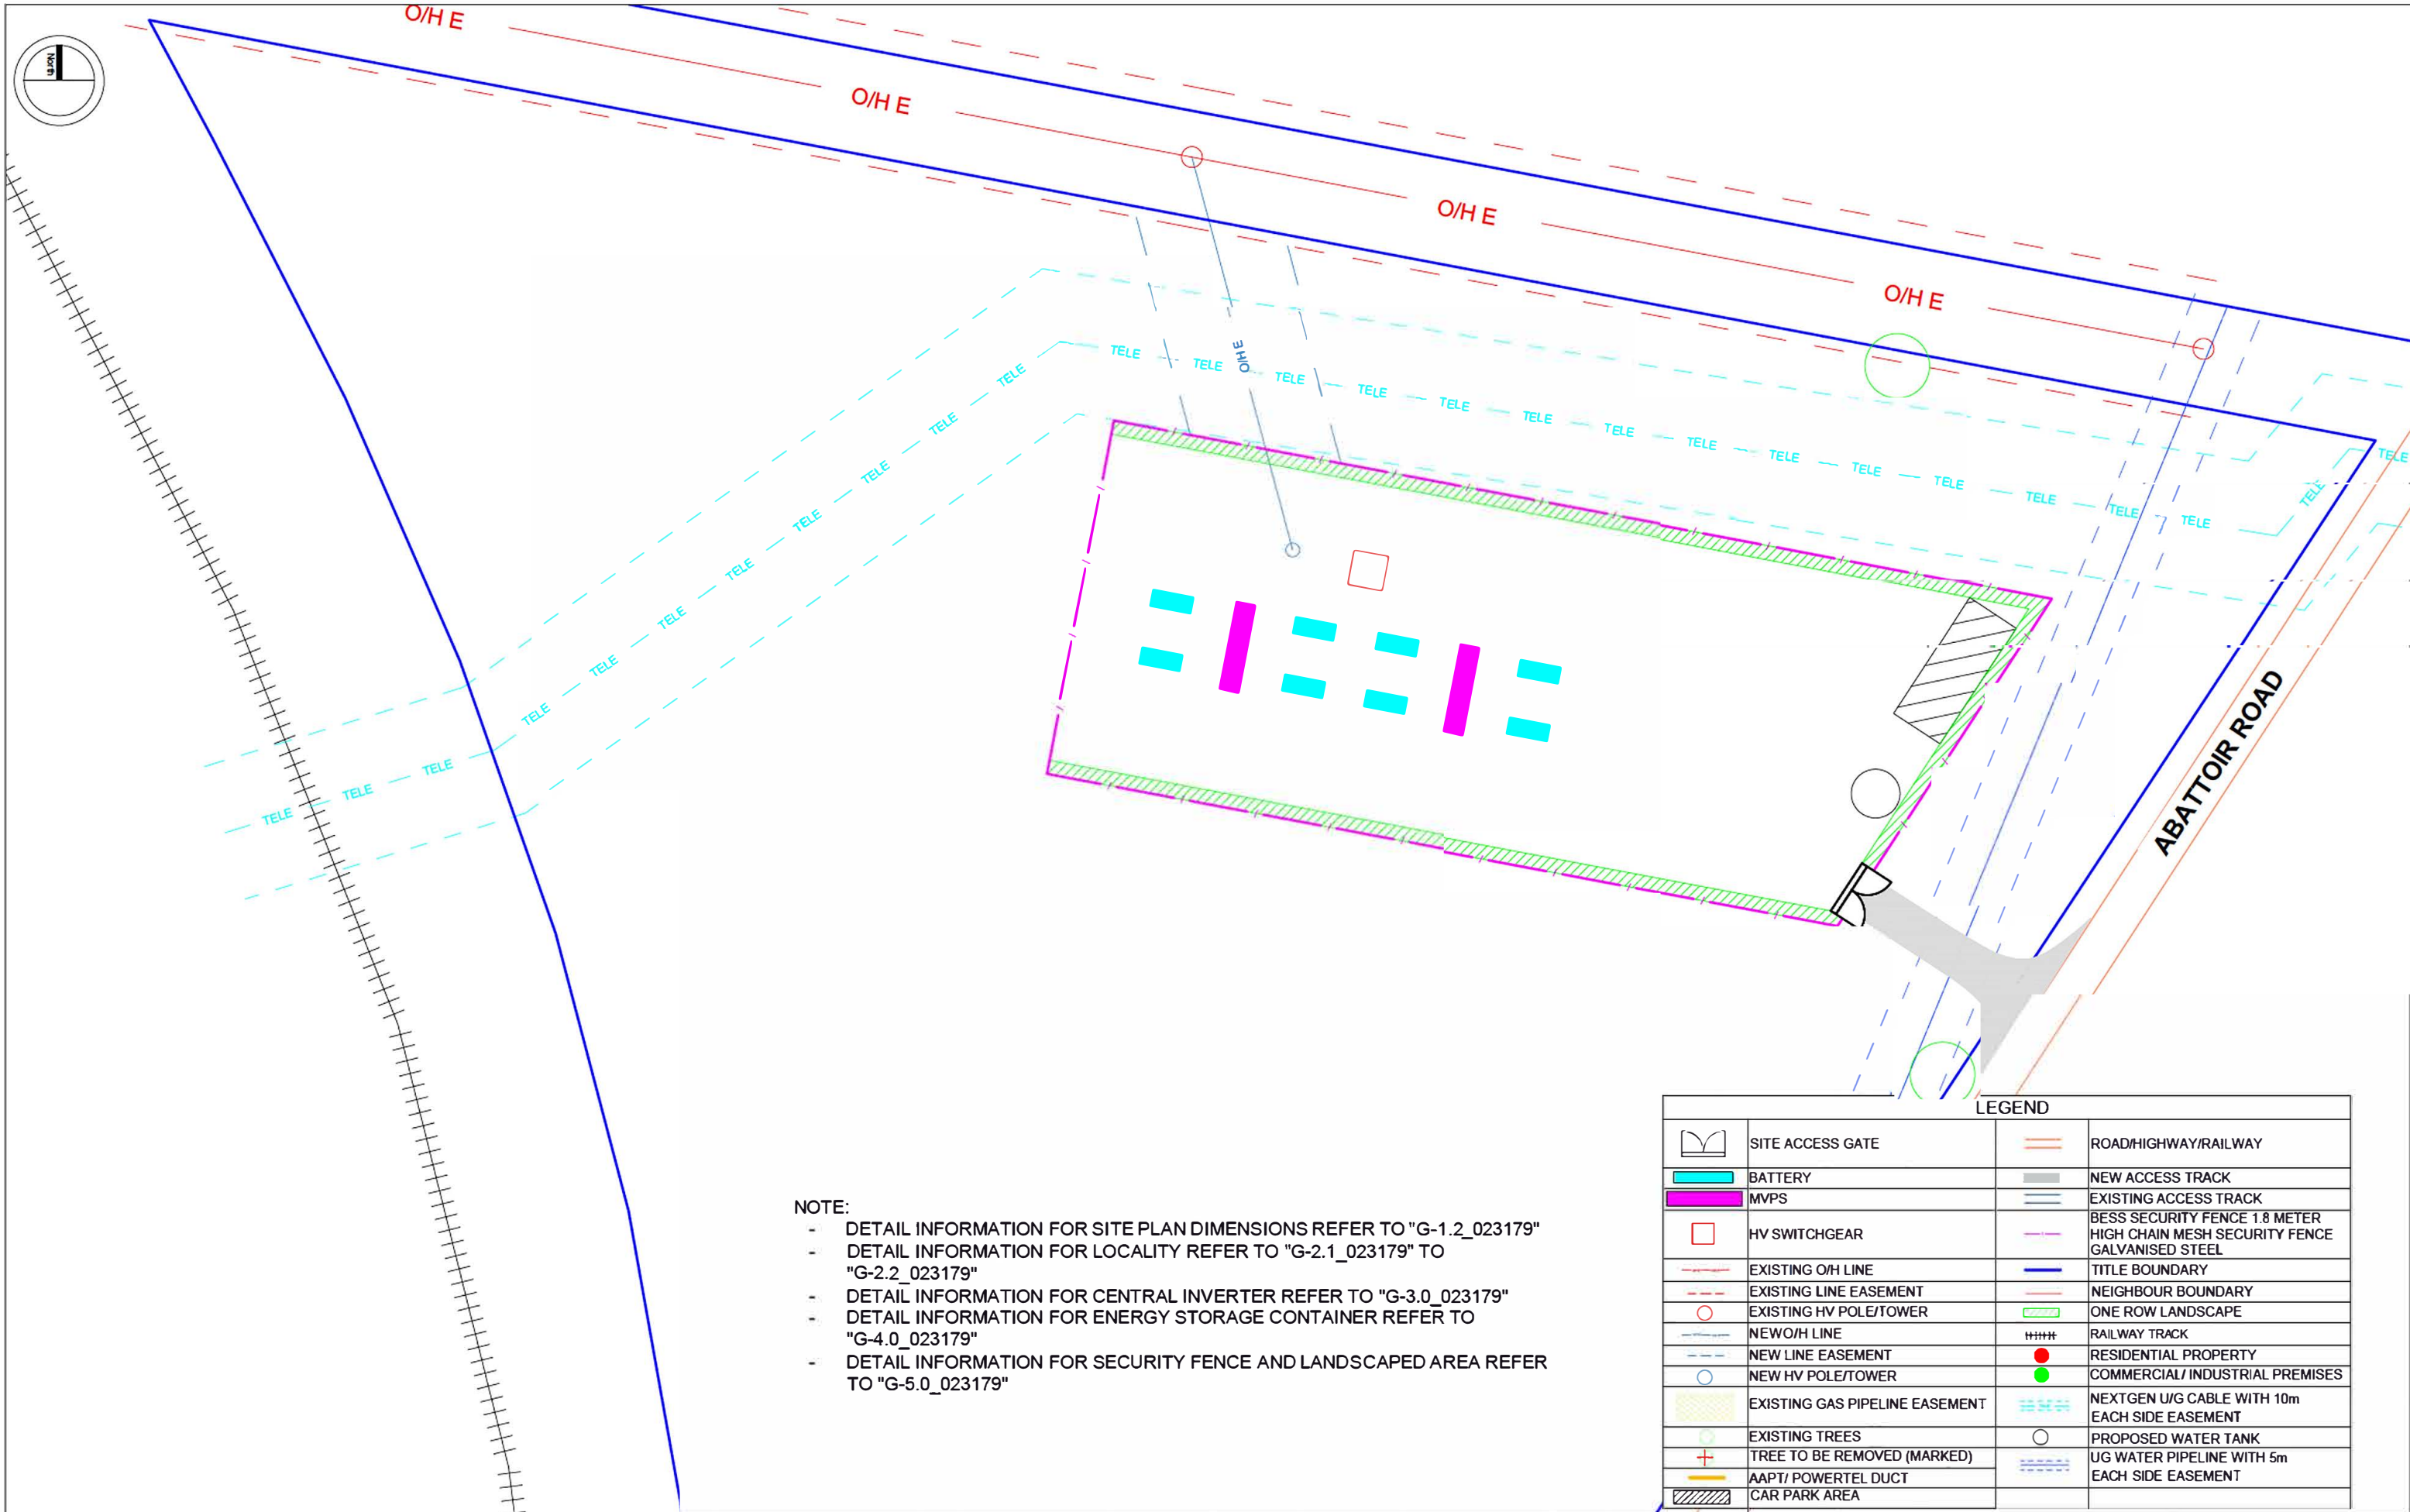 O/H E
North
O/H E
O/H E
O/H E
O/H E
TELE TELE TELE TELE TELE TELE TELE TELE TELE TELE TELE TELE TELE TELE
TELE
TELE
TELE
TELE
TELE
TELE
TELE
TELE
TELE
TELE
TELE
TELE
TELE
TELE
ABATTOIR ROAD
NOTE:
- DETAIL INFORMATION FOR SITE PLAN DIMENSIONS REFER TO "G-1.2_023179"
- DETAIL INFORMATION FOR LOCALITY REFER TO "G-2.1_023179" TO
"G-2.2_023179"
- DETAIL INFORMATION FOR CENTRAL INVERTER REFER TO "G-3.0_023179"
- DETAIL INFORMATION FOR ENERGY STORAGE CONTAINER REFER TO
"G-4.0_023179"
- DETAIL INFORMATION FOR SECURITY FENCE AND LANDSCAPED AREA REFER
TO "G-5.0_023179"
LEGEND
SITE ACCESS GATE
ROAD/HIGHWAY/RAILWAY
BATTERY
NEW ACCESS TRACK
MVPS
EXISTING ACCESS TRACK
HV SWITCHGEAR
BESS SECURITY FENCE 1.8 METER
HIGH CHAIN MESH SECURITY FENCE
GALVANISED STEEL
EXISTING O/H LINE
TITLE BOUNDARY
EXISTING LINE EASEMENT
NEIGHBOUR BOUNDARY
EXISTING HV POLE/TOWER
ONE ROW LANDSCAPE
NEWO/H LINE
RAILWAY TRACK
NEW LINE EASEMENT
RESIDENTIAL PROPERTY
NEW HV POLE/TOWER
COMMERCIAL/ INDUSTRIAL PREMISES
EXISTING GAS PIPELINE EASEMENT
NEXTGEN U/G CABLE WITH 10m
EACH SIDE EASEMENT
EXISTING TREES
PROPOSED WATER TANK
TREE TO BE REMOVED (MARKED)
UG WATER PIPELINE WITH 5m
EACH SIDE EASEMENT
AAPT/ POWERTEL DUCT
CAR PARK AREA